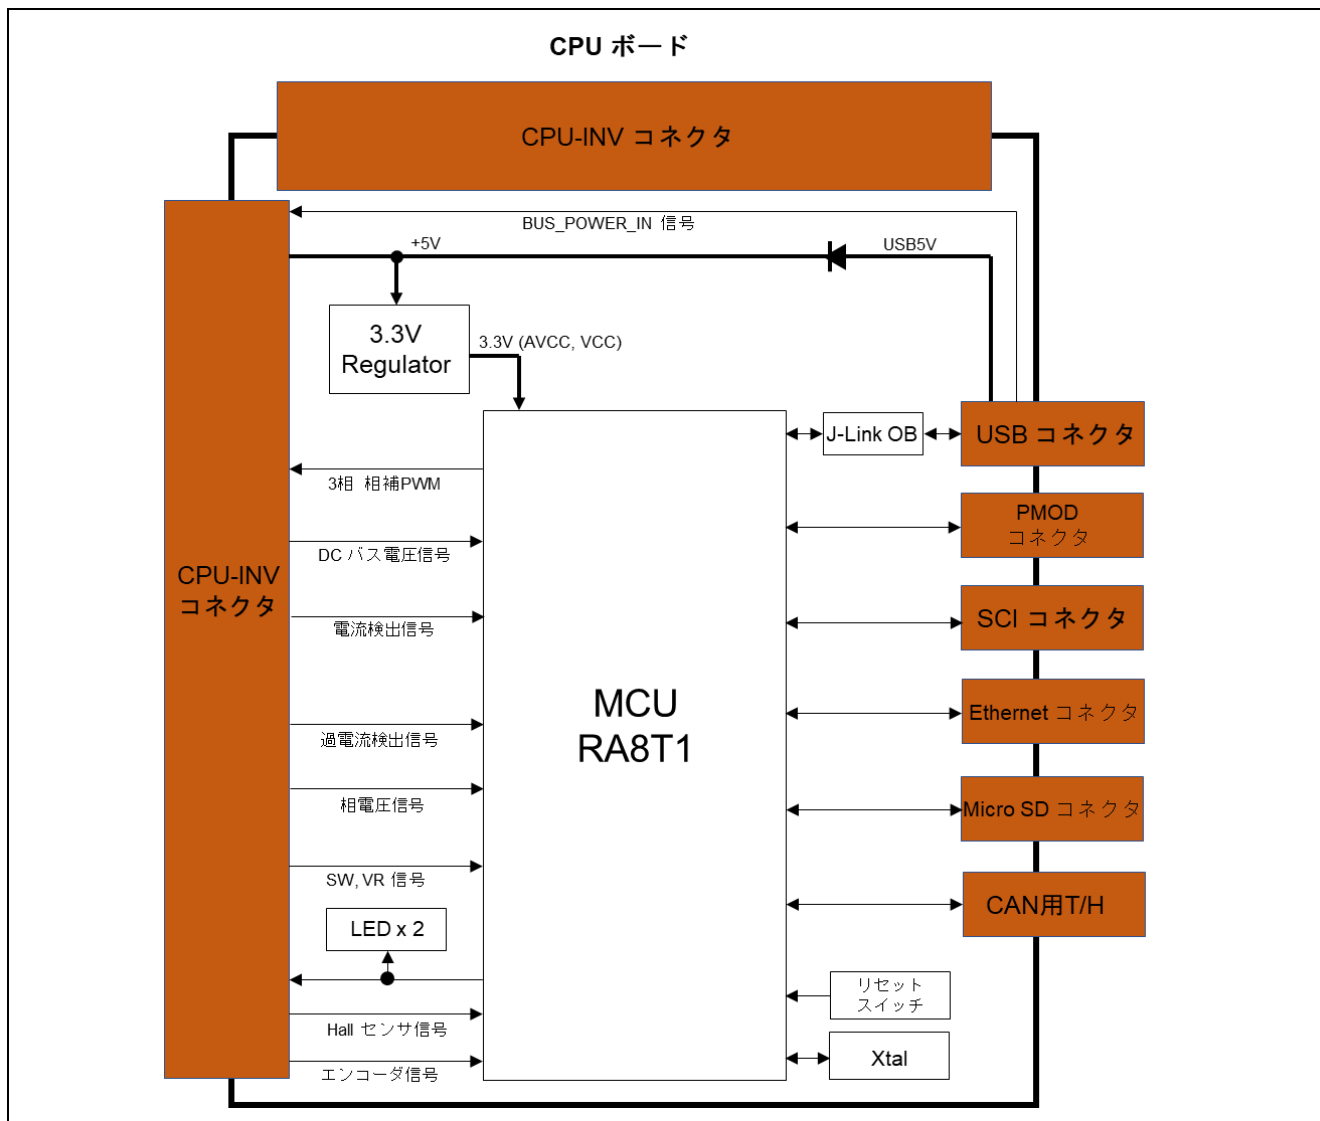 CPU ボード
CPU-INV コネクタ
BUS_POWER_IN 信号
+5V
USB5V
3.3V
Regulator
3.3V (AVCC, VCC)
J-Link OB
USB コネクタ
3相 相補PWM
PMOD
コネクタ
DC バス電圧信号
CPU-INV
コネクタ
電流検出信号
SCI コネクタ
MCU
RA8T1
Ethernet コネクタ
過電流検出信号
相電圧信号
Micro SD コネクタ
SW, VR 信号
CAN用T/H
LED x 2
リセット
スイッチ
Hall センサ信号
Xtal
エンコーダ信号